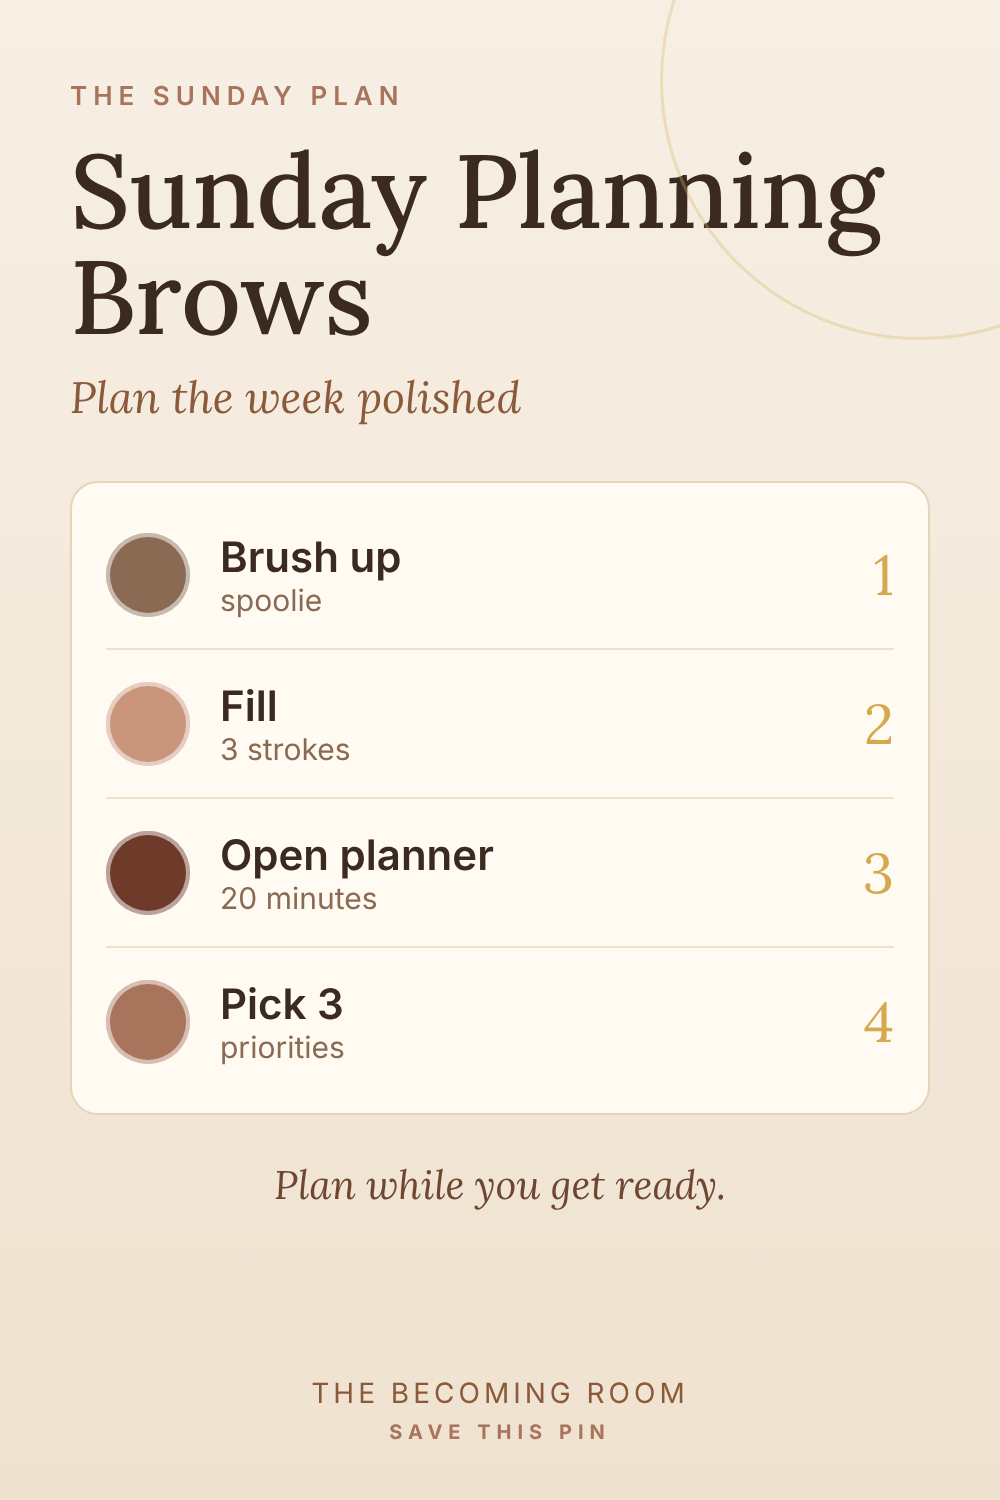 THE SUNDAY PLAN
Sunday Planning
Brows
Plan the week polished
Brush up
spoolie
1
Fill
3 strokes
2
Open planner
20 minutes
3
Pick 3
priorities
4
Plan while you get ready.
THE BECOMING ROOM
SAVE THIS PIN